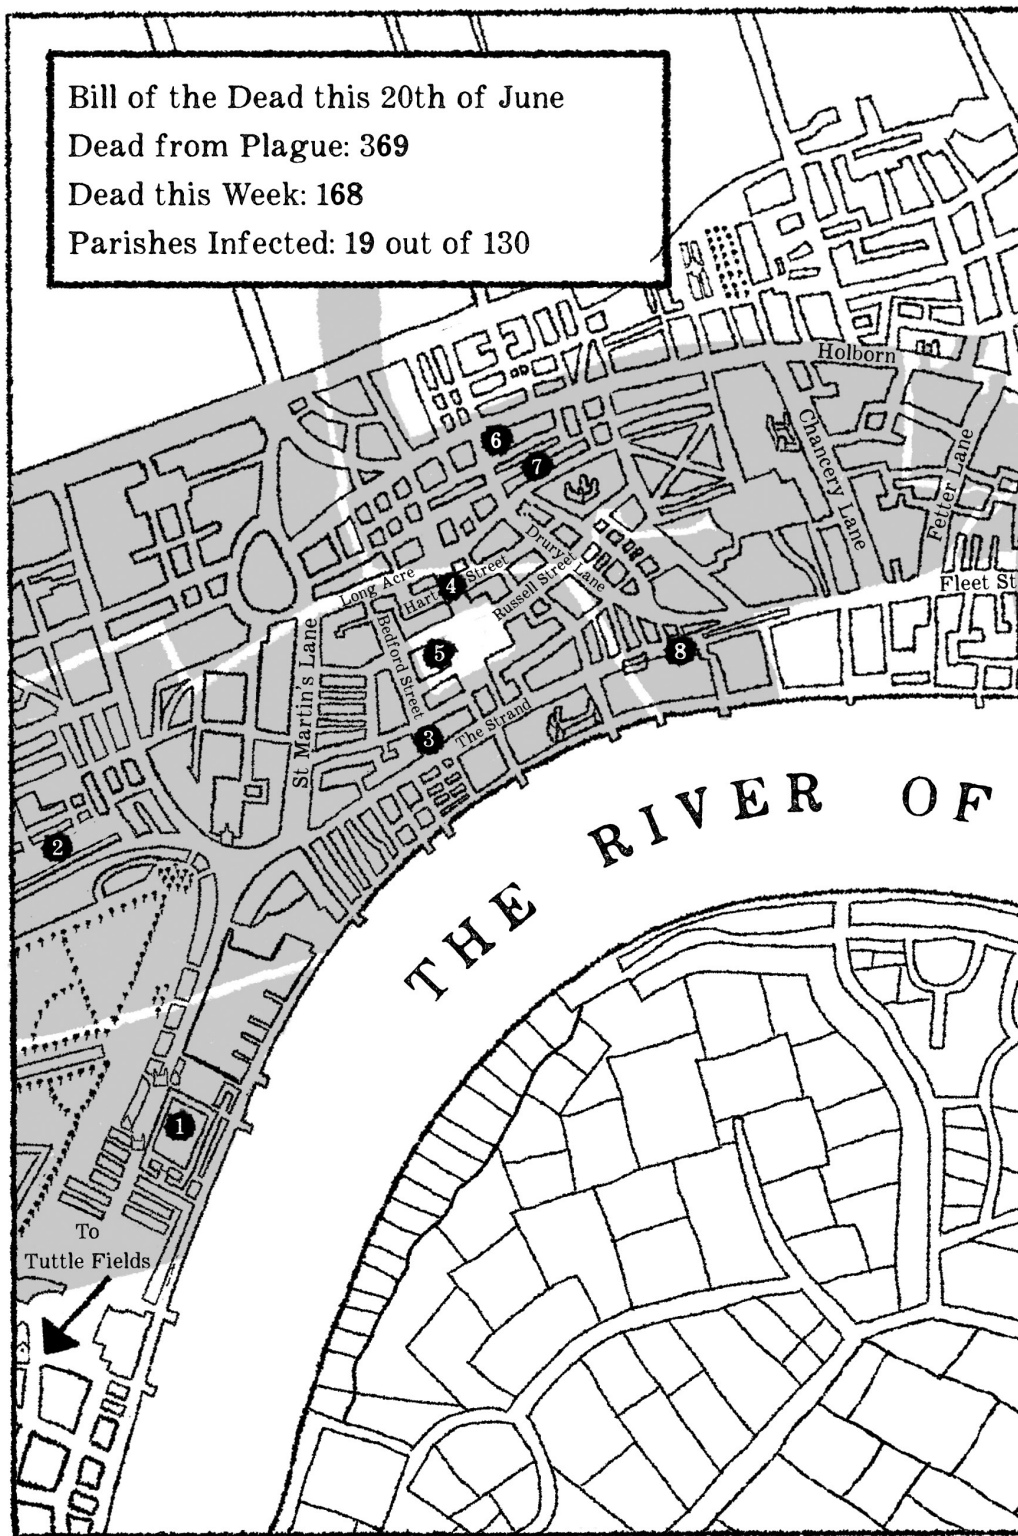 Bill of the Dead this 20th of June
Dead from Plague: 369
Dead this Week: 168
Parishes Infected: 19 out of 130
Holborn
Chancery Lane
Fetter Lane
6
7
Drury Lane
Long Acre
Hart Street
4
Russell Street
Fleet St
Bedford Street
St Martin's Lane
5
8
3
The Strand
2
THE RIVER OF
1
To
Tuttle Fields